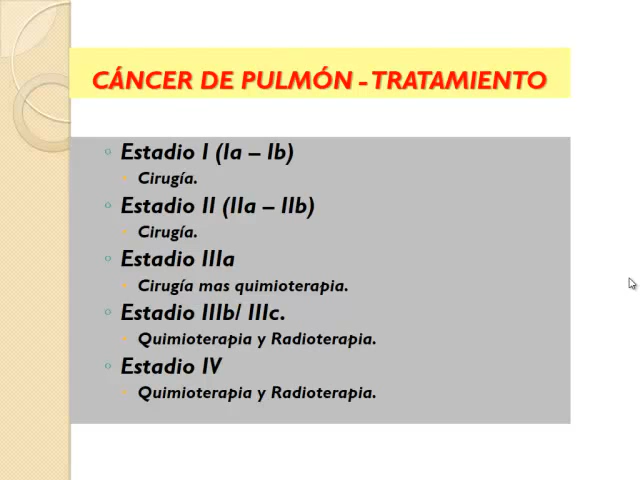 CÁNCER DE PULMÓN - TRATAMIENTO
Estadio I (Ia – Ib)
Cirugía.
Estadio II (IIa – IIb)
Cirugía.
Estadio IIIa
Cirugía mas quimioterapia.
Estadio IIIb/ IIIc.
Quimioterapia y Radioterapia.
Estadio IV
Quimioterapia y Radioterapia.